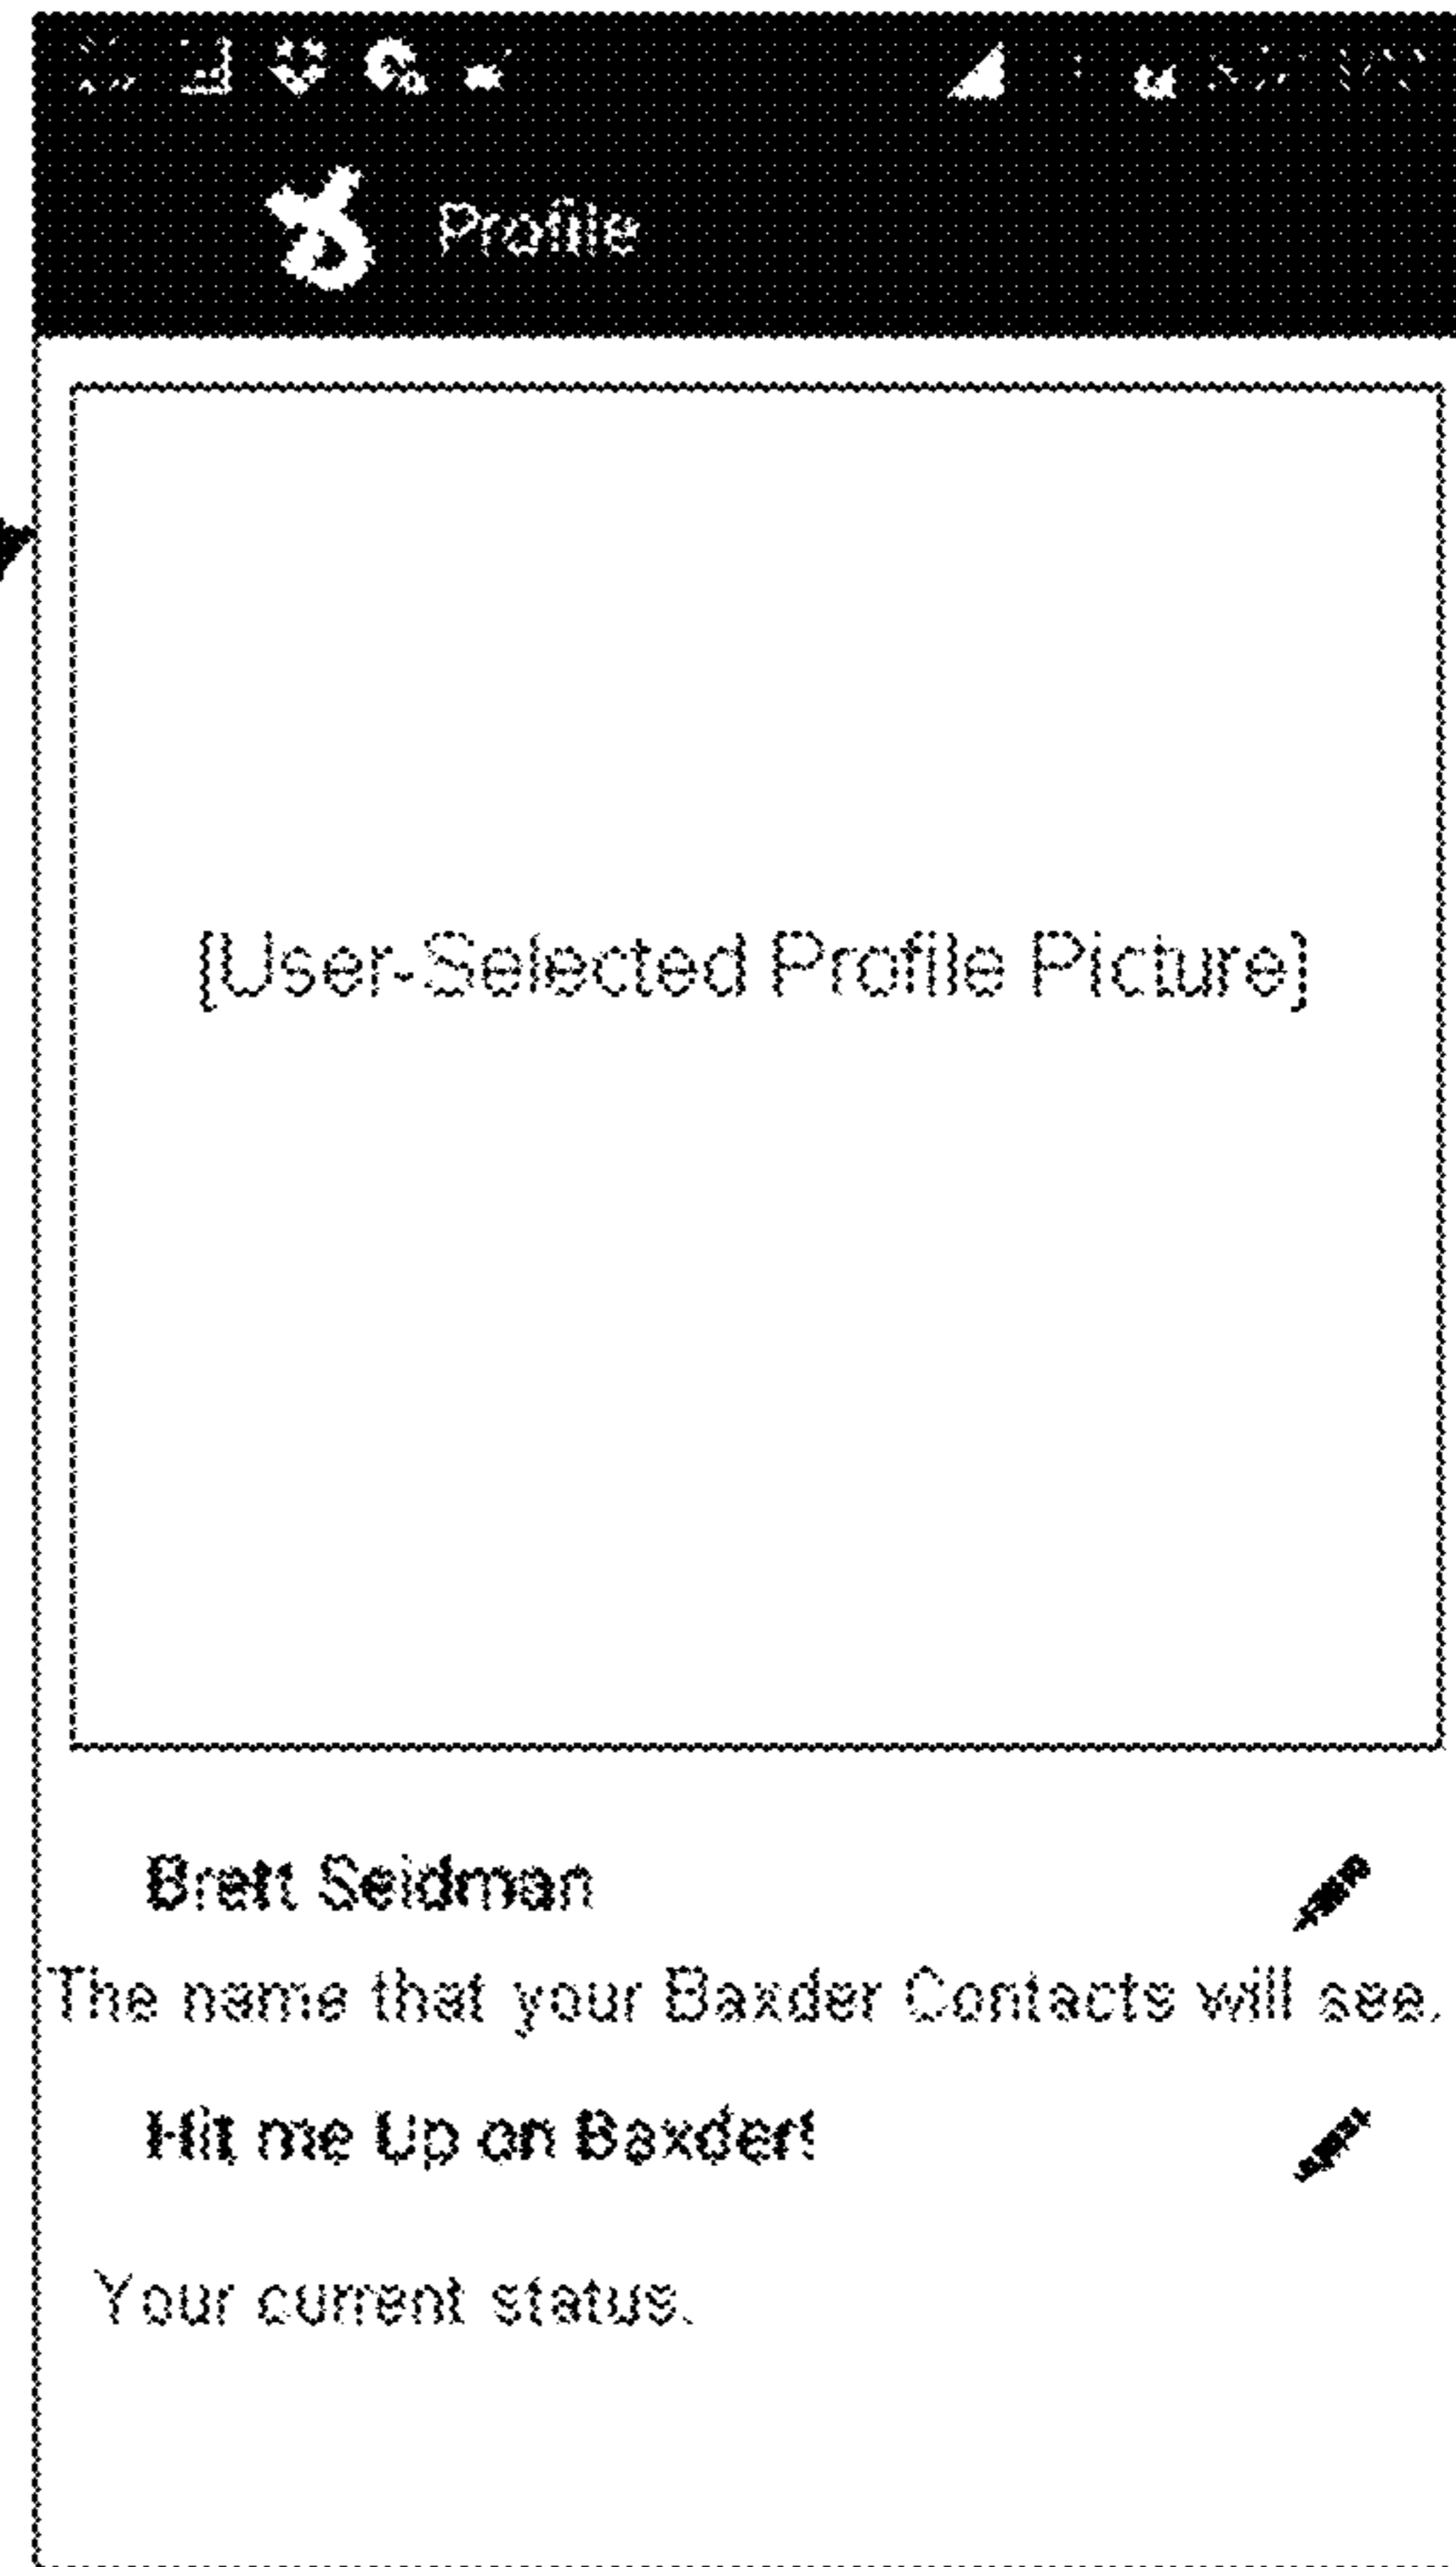 Profile
[User-Selected Profile Picture]
Brett Seidman
The name that your Baxder Contacts will see.
Hit me Up on Baxder!
Your current status.